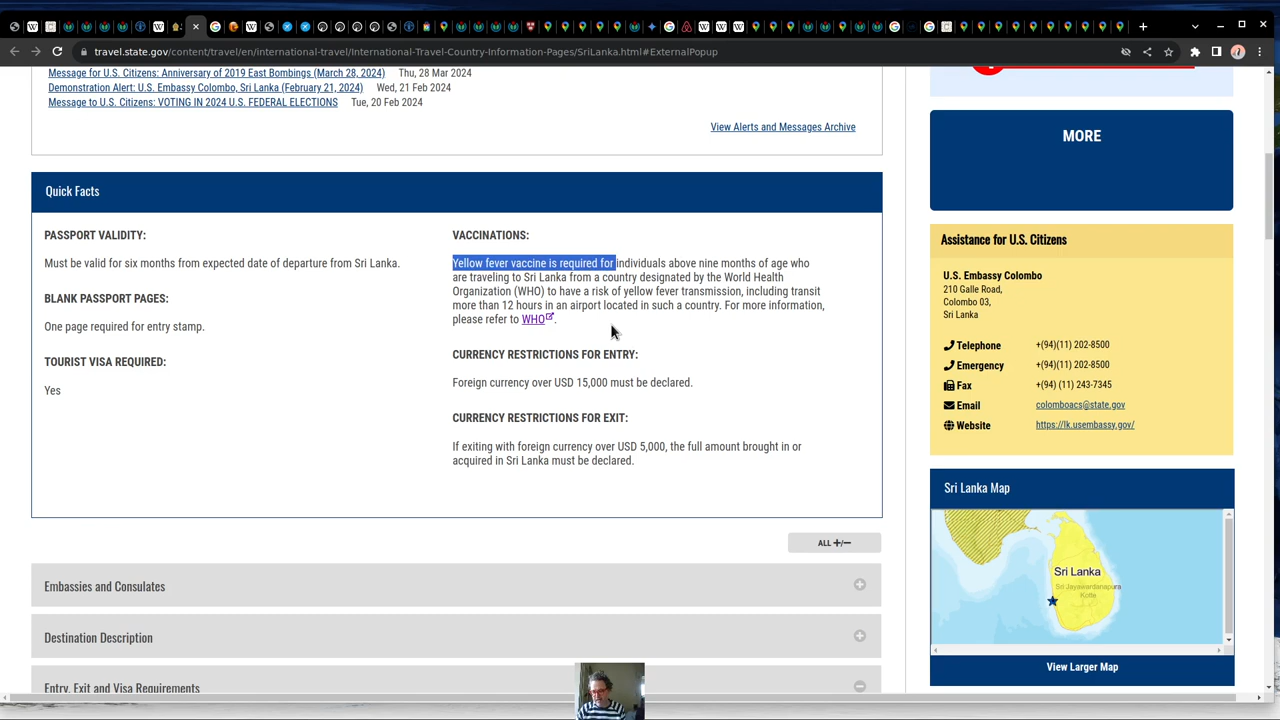 travel.state.gov/content/travel/en/international-travel/International-Travel-Country-Information-Pages/SriLanka.html#ExternalPopup
Message for U.S. Citizens: Anniversary of 2019 East Bombings (March 28, 2024) Thu, 28 Mar 2024
Demonstration Alert: U.S. Embassy Colombo, Sri Lanka (February 21, 2024) Wed, 21 Feb 2024
Message to U.S. Citizens: VOTING IN 2024 U.S. FEDERAL ELECTIONS Tue, 20 Feb 2024
View Alerts and Messages Archive
Quick Facts
PASSPORT VALIDITY:
Must be valid for six months from expected date of departure from Sri Lanka.
BLANK PASSPORT PAGES:
One page required for entry stamp.
TOURIST VISA REQUIRED:
Yes
VACCINATIONS:
Yellow fever vaccine is required for individuals above nine months of age who
are traveling to Sri Lanka from a country designated by the World Health
Organization (WHO) to have a risk of yellow fever transmission, including transit
more than 12 hours in an airport located in such a country. For more information,
please refer to WHO.
CURRENCY RESTRICTIONS FOR ENTRY:
Foreign currency over USD 15,000 must be declared.
CURRENCY RESTRICTIONS FOR EXIT:
If exiting with foreign currency over USD 5,000, the full amount brought in or
acquired in Sri Lanka must be declared.
ALL +/−
Embassies and Consulates
Destination Description
Entry, Exit and Visa Requirements
MORE
Assistance for U.S. Citizens
U.S. Embassy Colombo
210 Galle Road,
Colombo 03,
Sri Lanka
Telephone +(94)(11) 202-8500
Emergency +(94)(11) 202-8500
Fax +(94) (11) 243-7345
Email colomboacs@state.gov
Website https://lk.usembassy.gov/
Sri Lanka Map
Sri Lanka
Sri Jayawardanapura
Kotte
View Larger Map